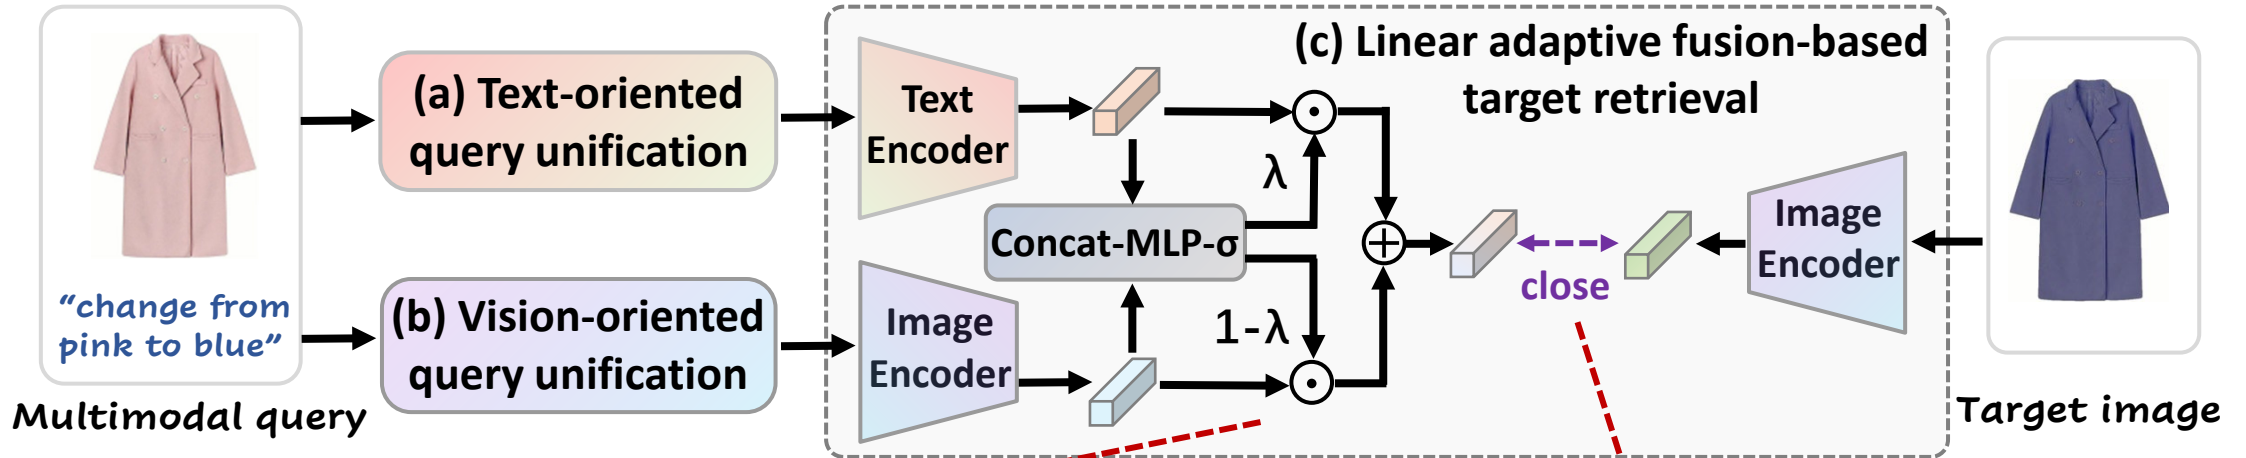 (c) Linear adaptive fusion-based
target retrieval
(a) Text-oriented
query unification
Text
Encoder
λ
Concat-MLP-σ
Image
Encoder
close
"change from
pink to blue"
(b) Vision-oriented
query unification
Image
Encoder
1-λ
Multimodal query
Target image